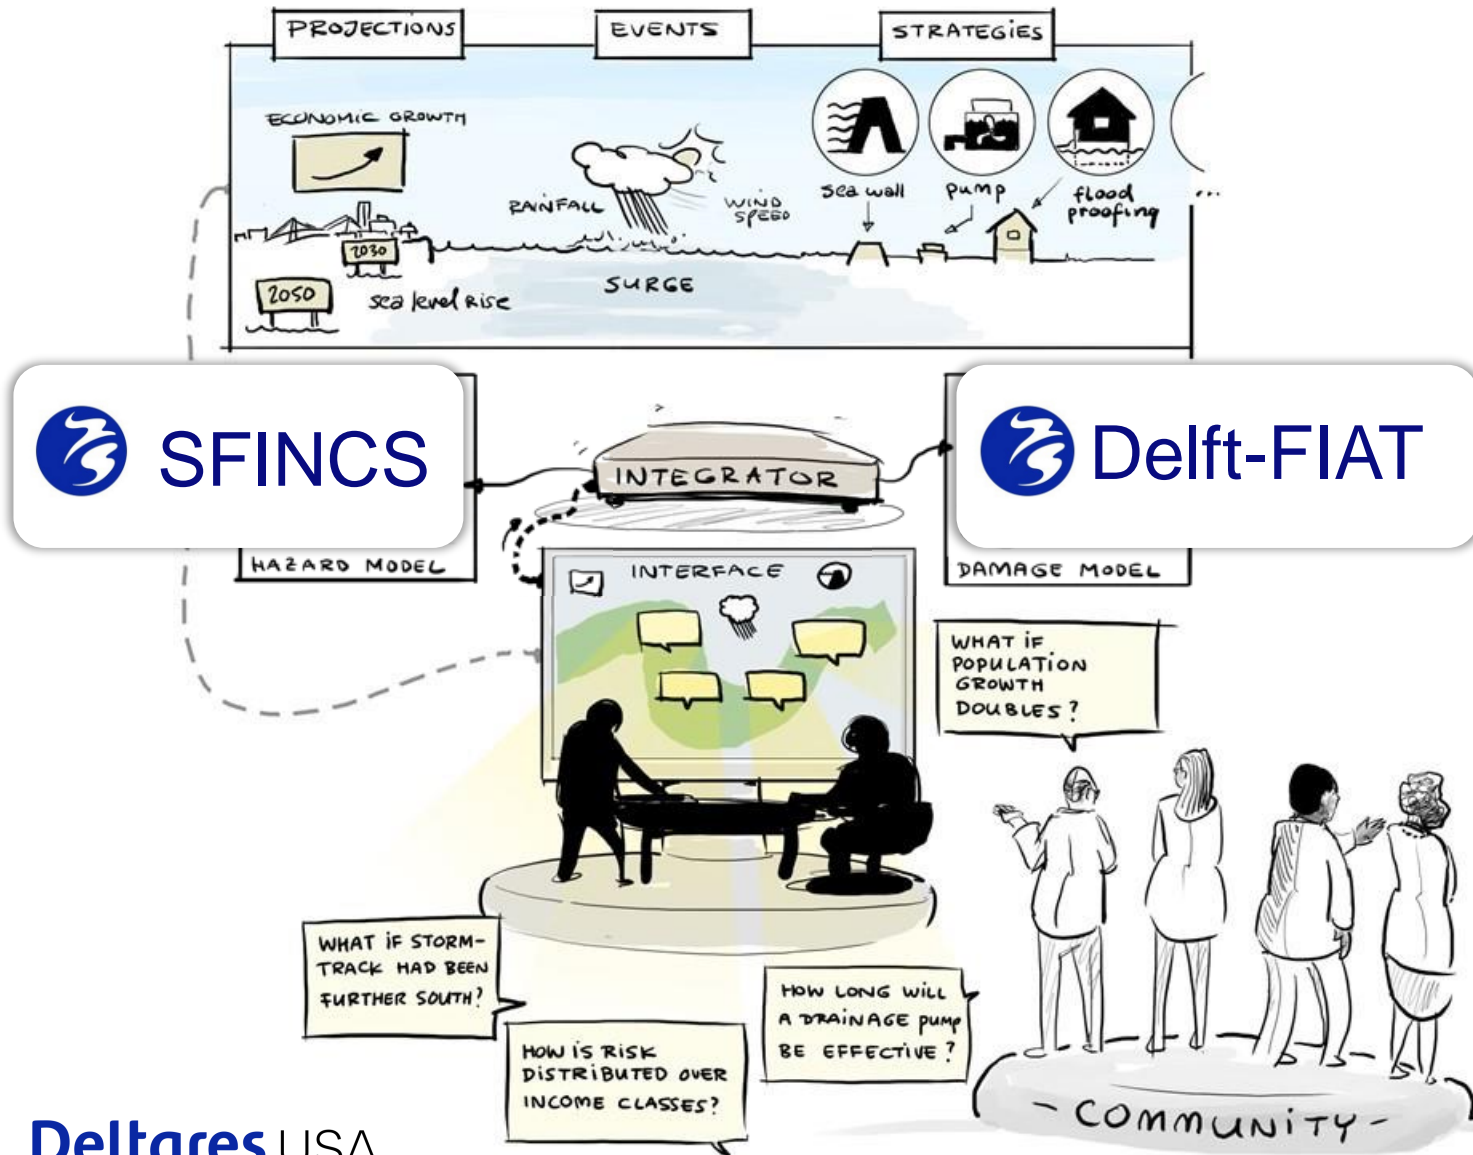 PROJECTIONS
EVENTS
STRATEGIES
ECONOMIC GROWTH
RAINFALL
WIND
SPEED
sea wall
pump
flood
proofing
...
2030
2050
sea level Rise
SURGE
SFINCS
INTEGRATOR
Delft-FIAT
HAZARD MODEL
INTERFACE
DAMAGE MODEL
WHAT iF
POPULATION
GROWTH
DOUBLES?
WHAT iF STORM-
TRACK HAD BEEN
FURTHER SOUTH?
HOW LONG WiLL
A DRAINAGE pump
BE EFFECTIVE?
HOW iS RISK
DiSTRiBUTED OVER
INCOME CLASSES?
- COMMUNiTY -
Deltares USA